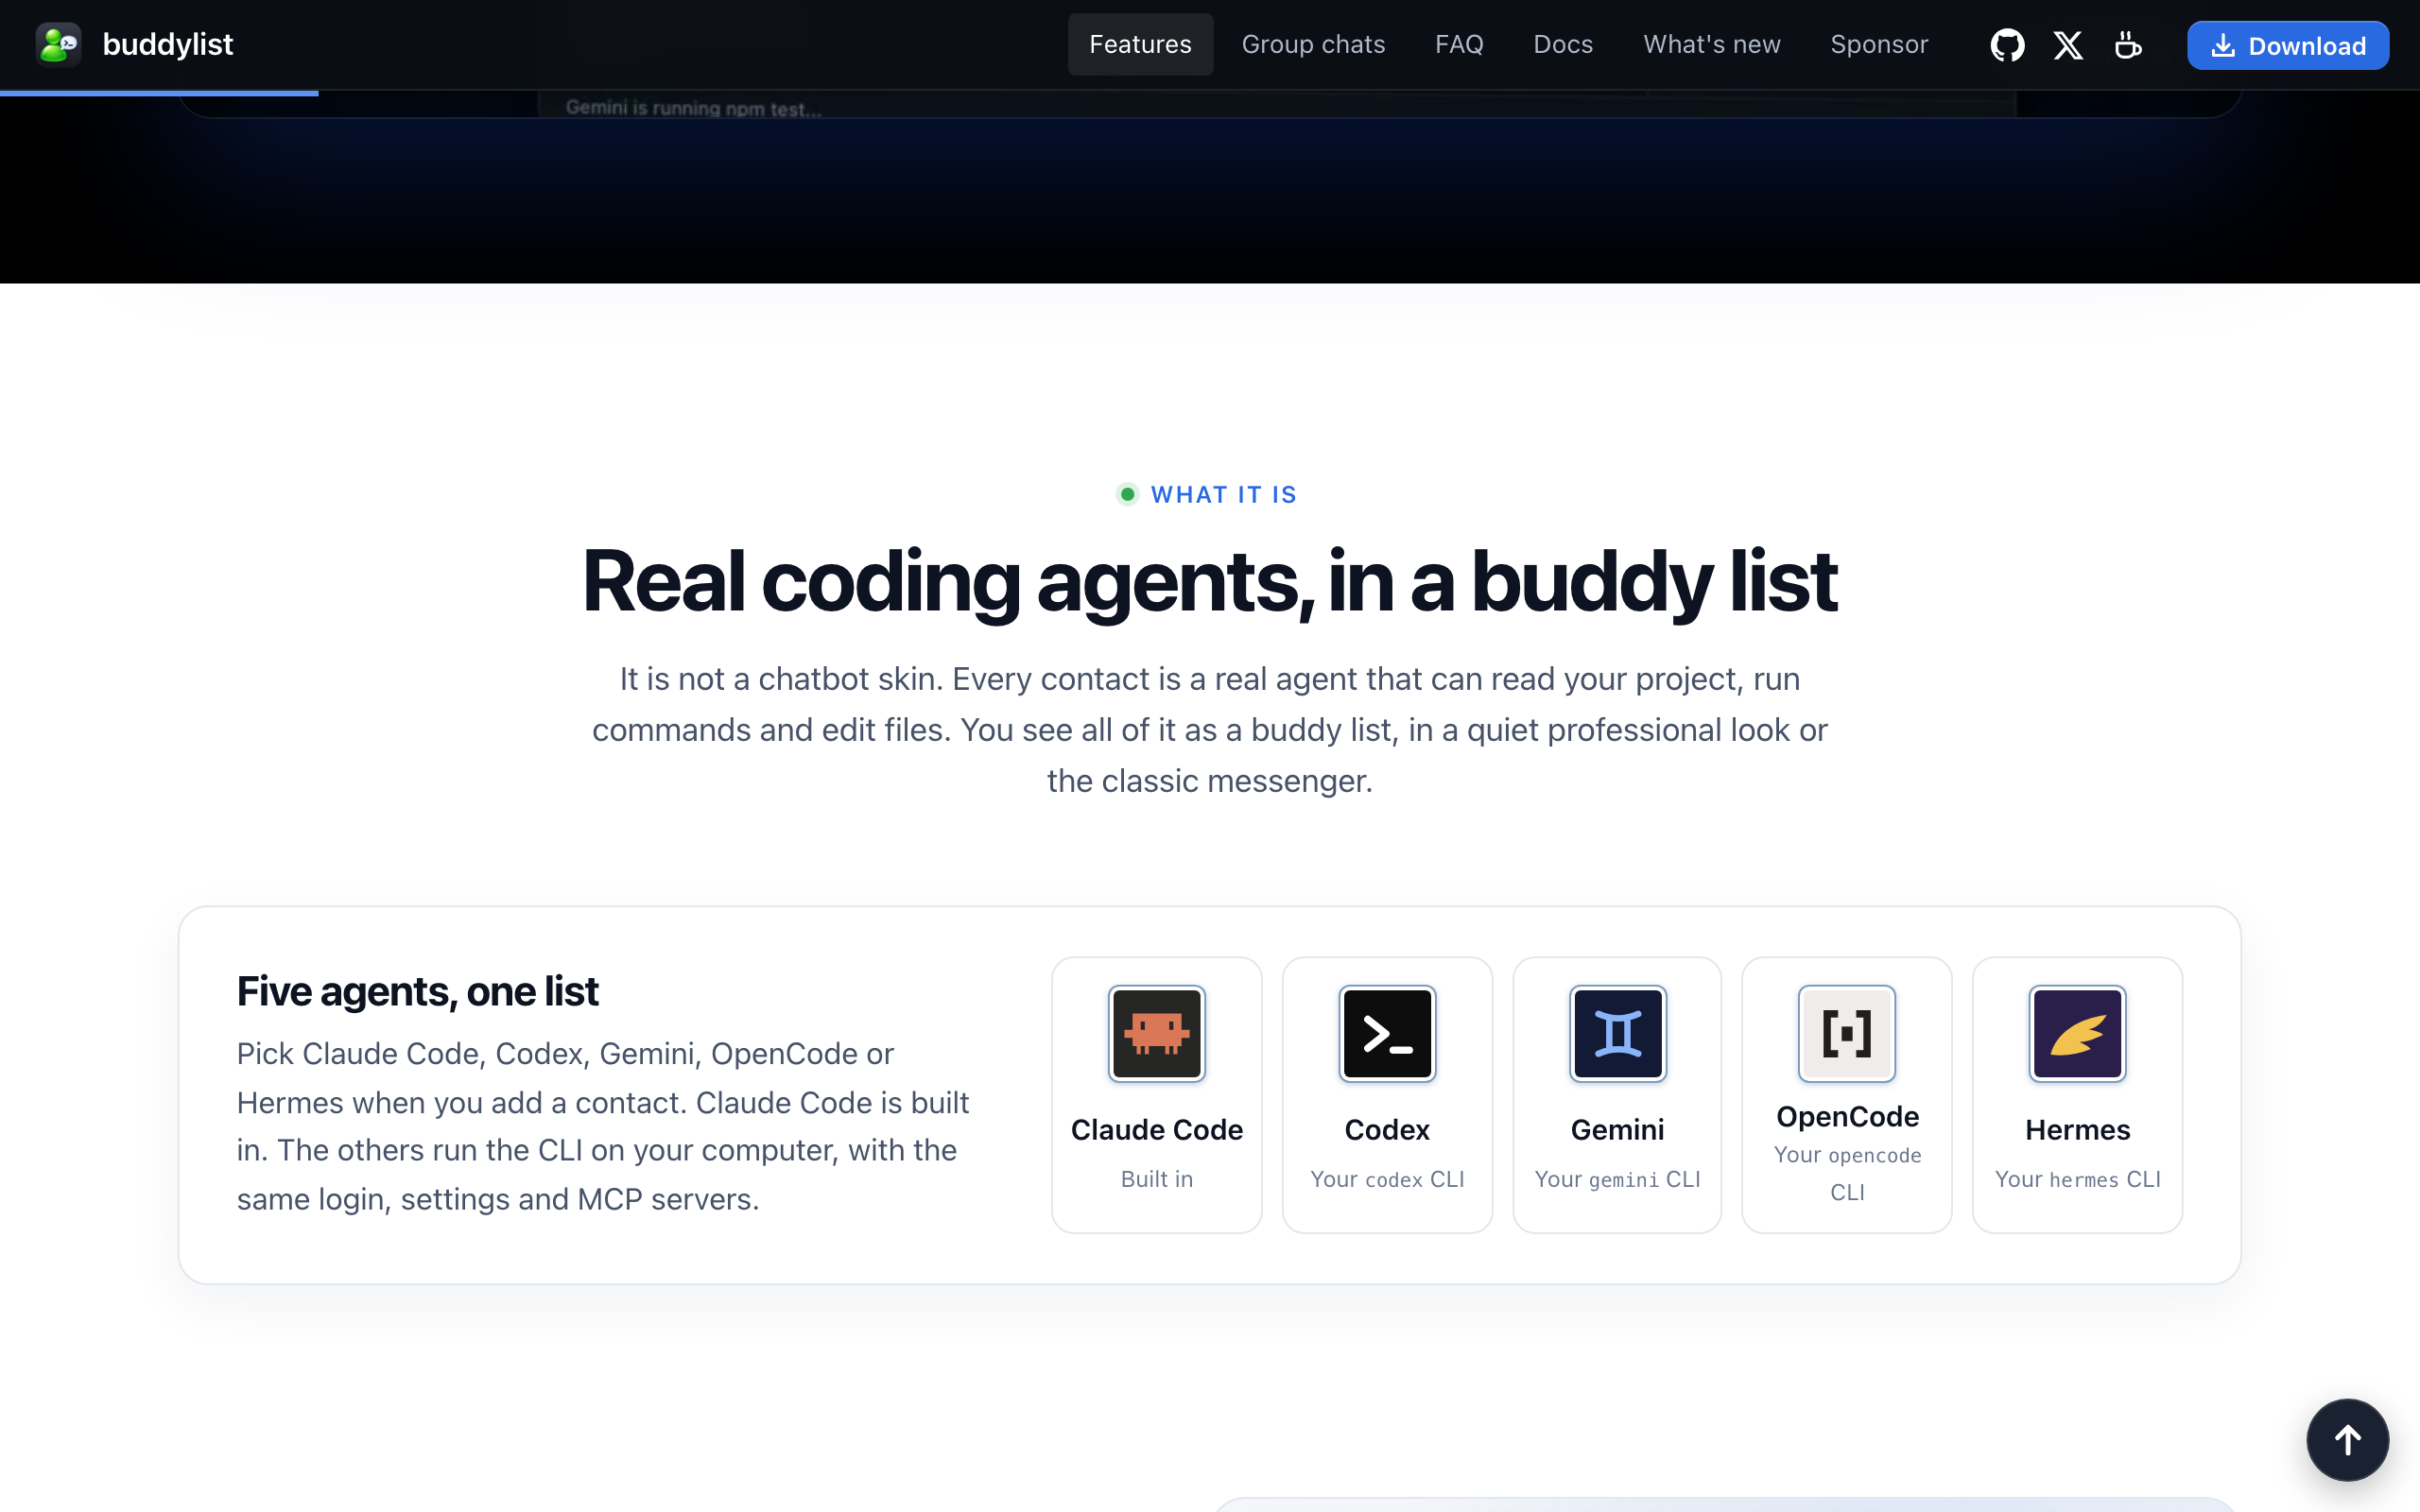 buddylist
Features
Group chats
FAQ
Docs
What's new
Sponsor
Download
Gemini is running npm test...
WHAT IT IS
Real coding agents, in a buddy list
It is not a chatbot skin. Every contact is a real agent that can read your project, run
commands and edit files. You see all of it as a buddy list, in a quiet professional look or
the classic messenger.
Five agents, one list
Pick Claude Code, Codex, Gemini, OpenCode or
Hermes when you add a contact. Claude Code is built
in. The others run the CLI on your computer, with the
same login, settings and MCP servers.
Claude Code
Built in
Codex
Your codex CLI
Gemini
Your gemini CLI
OpenCode
Your opencode
CLI
Hermes
Your hermes CLI